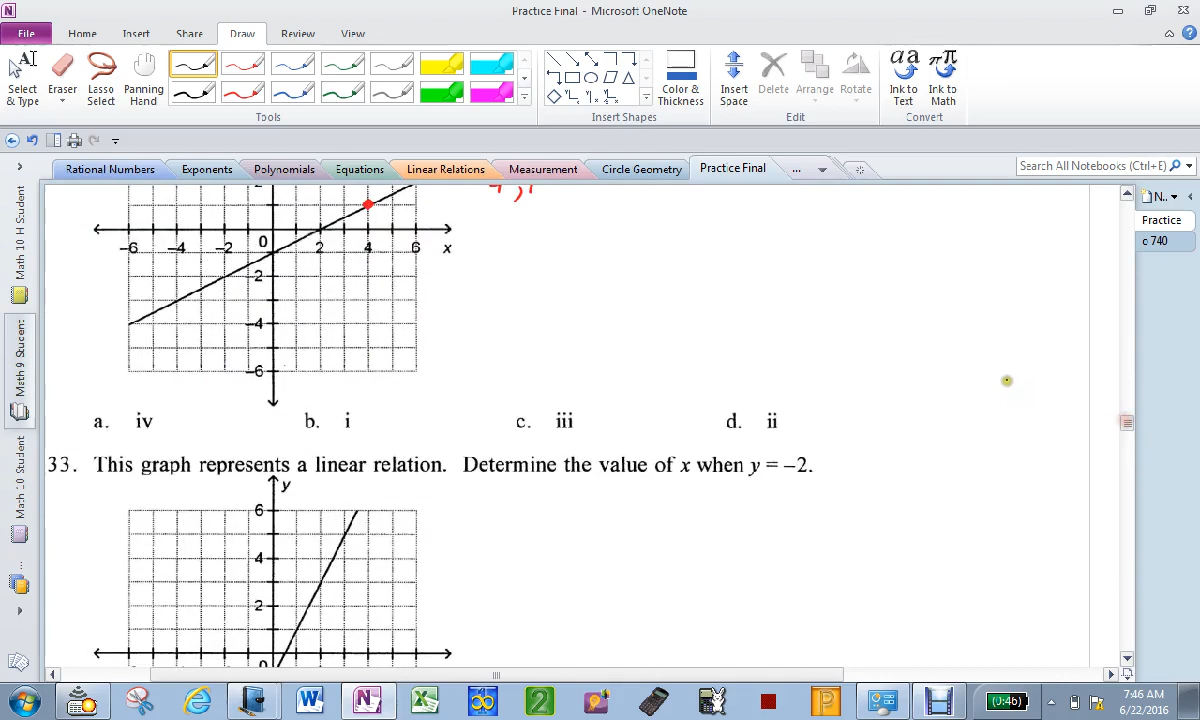 Practice Final - Microsoft OneNote
File Home Insert Share Draw Review View
Select & Type
Eraser
Lasso Select
Panning Hand
Color & Thickness
Insert Space
Delete
Arrange
Rotate
Ink to Text
Ink to Math
Tools
Insert Shapes
Edit
Convert
Rational Numbers Exponents Polynomials Equations Linear Relations Measurement Circle Geometry Practice Final ...
Search All Notebooks (Ctrl+E)
N..
Practice
c 740
Math 10 H Student
Math 9 Student
Math 10 Student
-6 -4 -2 0 2 4 6 x
-2
-4
-6
a. iv b. i c. iii d. ii
33. This graph represents a linear relation. Determine the value of x when y = –2.
y
6
4
2
0
(0:46)
7:46 AM
6/22/2016